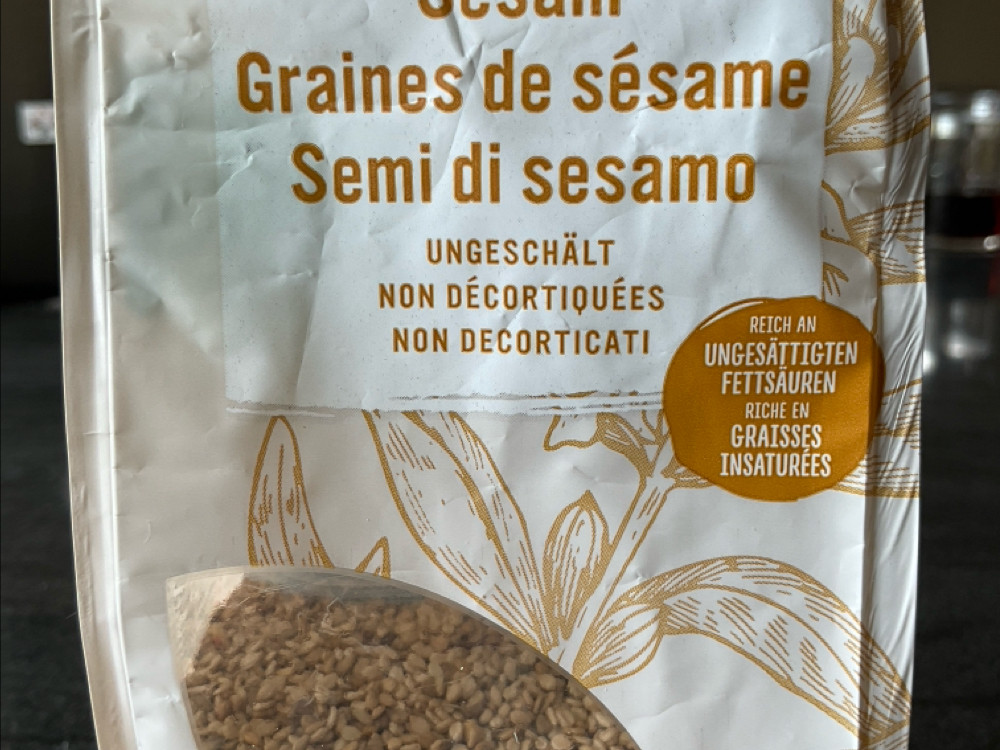 Sesam
Graines de sésame
Semi di sesamo
UNGESCHÄLT
NON DÉCORTIQUÉES
NON DECORTICATI
REICH AN
UNGESÄTTIGTEN
FETTSÄUREN
RICHE EN
GRAISSES
INSATURÉES